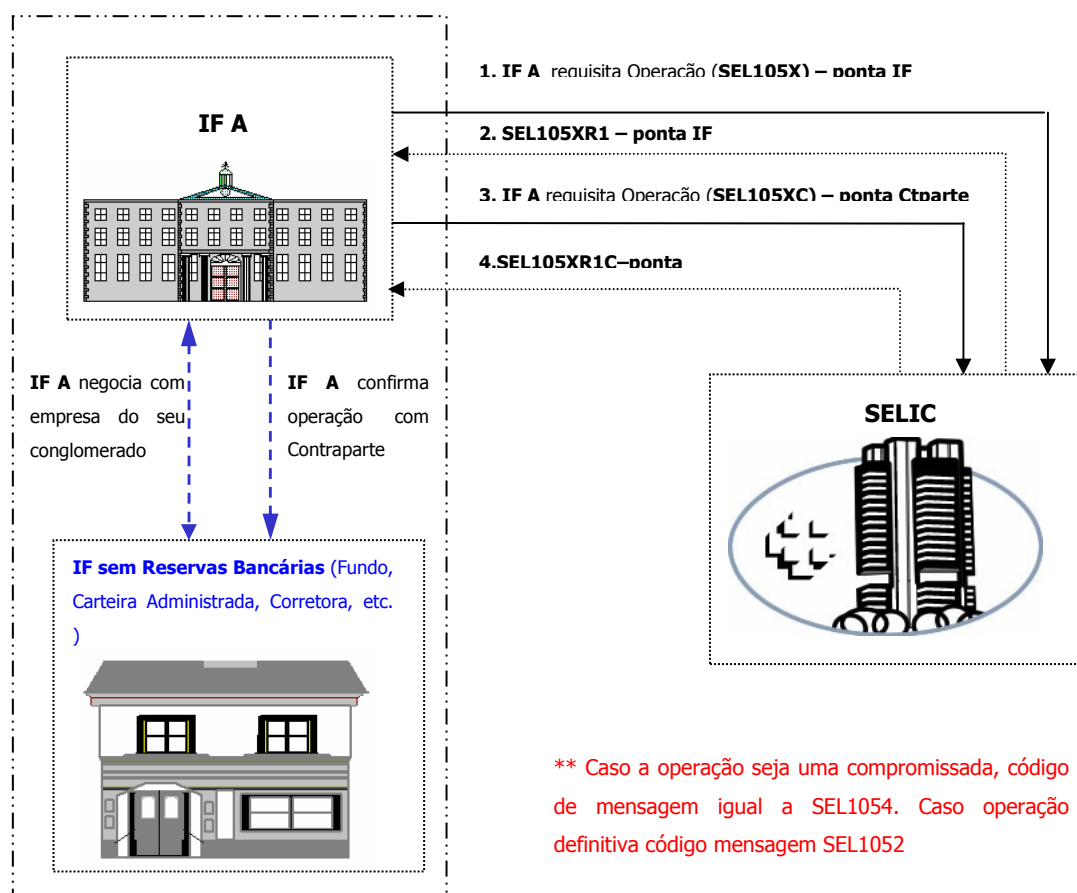 1. IF A requisita Operação (SEL105X) – ponta IF
IF A
2. SEL105XR1 – ponta IF
3. IF A requisita Operação (SEL105XC) – ponta Ctparte
4.SEL105XR1C–ponta
IF A negocia com
empresa do seu
conglomerado
IF A confirma
operação com
Contraparte
SELIC
IF sem Reservas Bancárias (Fundo,
Carteira Administrada, Corretora, etc.
)
** Caso a operação seja uma compromissada, código
de mensagem igual a SEL1054. Caso operação
definitiva código mensagem SEL1052